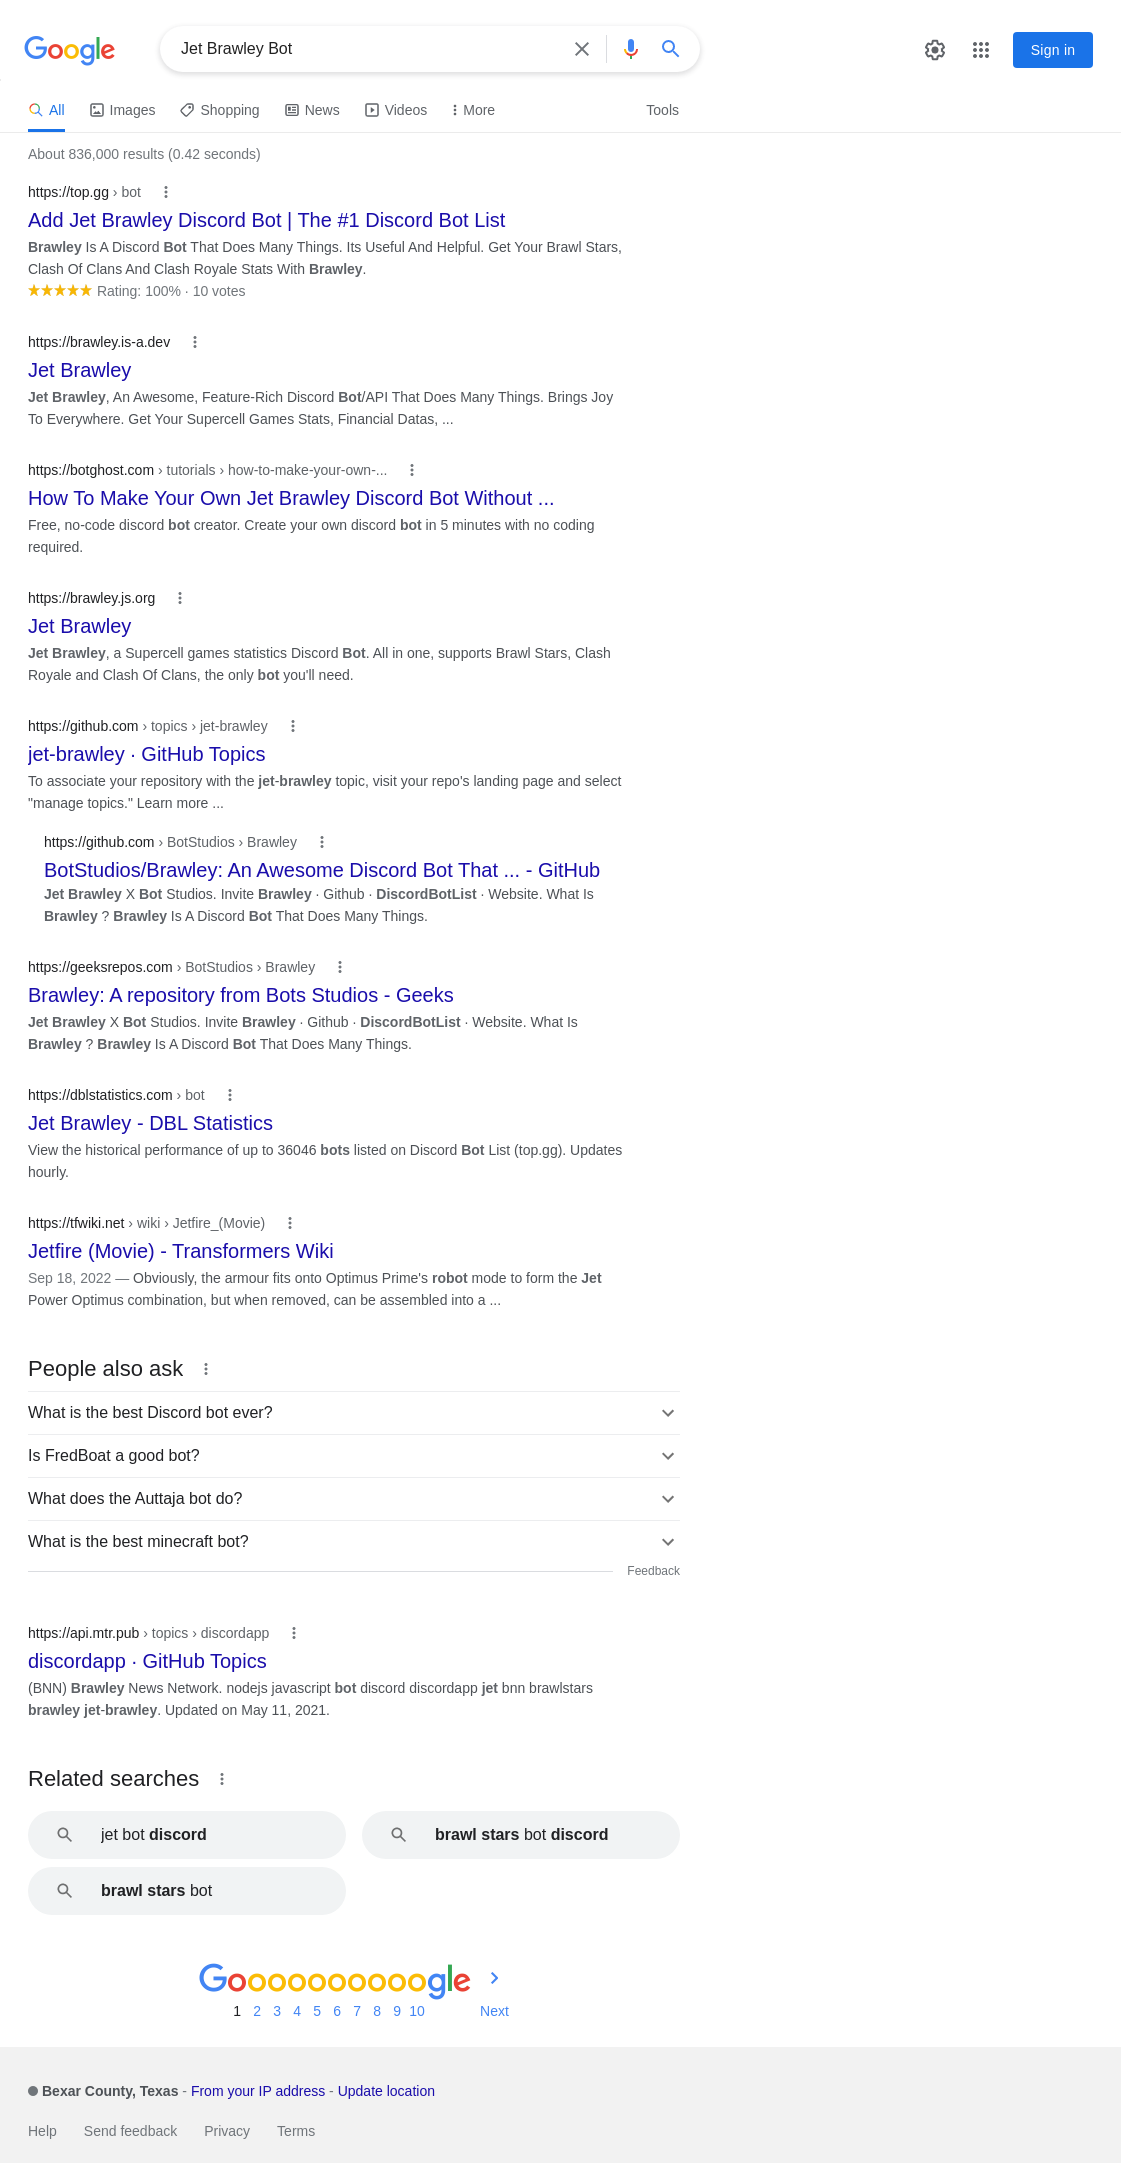 Google
Jet Brawley Bot
Sign in
All Images Shopping News Videos More Tools
About 836,000 results (0.42 seconds)
https://top.gg › bot
Add Jet Brawley Discord Bot | The #1 Discord Bot List
Brawley Is A Discord Bot That Does Many Things. Its Useful And Helpful. Get Your Brawl Stars,
Clash Of Clans And Clash Royale Stats With Brawley.
Rating: 100% · 10 votes
https://brawley.is-a.dev
Jet Brawley
Jet Brawley, An Awesome, Feature-Rich Discord Bot/API That Does Many Things. Brings Joy
To Everywhere. Get Your Supercell Games Stats, Financial Datas, ...
https://botghost.com › tutorials › how-to-make-your-own-...
How To Make Your Own Jet Brawley Discord Bot Without ...
Free, no-code discord bot creator. Create your own discord bot in 5 minutes with no coding
required.
https://brawley.js.org
Jet Brawley
Jet Brawley, a Supercell games statistics Discord Bot. All in one, supports Brawl Stars, Clash
Royale and Clash Of Clans, the only bot you'll need.
https://github.com › topics › jet-brawley
jet-brawley · GitHub Topics
To associate your repository with the jet-brawley topic, visit your repo's landing page and select
"manage topics." Learn more ...
https://github.com › BotStudios › Brawley
BotStudios/Brawley: An Awesome Discord Bot That ... - GitHub
Jet Brawley X Bot Studios. Invite Brawley · Github · DiscordBotList · Website. What Is
Brawley ? Brawley Is A Discord Bot That Does Many Things.
https://geeksrepos.com › BotStudios › Brawley
Brawley: A repository from Bots Studios - Geeks
Jet Brawley X Bot Studios. Invite Brawley · Github · DiscordBotList · Website. What Is
Brawley ? Brawley Is A Discord Bot That Does Many Things.
https://dblstatistics.com › bot
Jet Brawley - DBL Statistics
View the historical performance of up to 36046 bots listed on Discord Bot List (top.gg). Updates
hourly.
https://tfwiki.net › wiki › Jetfire_(Movie)
Jetfire (Movie) - Transformers Wiki
Sep 18, 2022 — Obviously, the armour fits onto Optimus Prime's robot mode to form the Jet
Power Optimus combination, but when removed, can be assembled into a ...
People also ask
What is the best Discord bot ever?
Is FredBoat a good bot?
What does the Auttaja bot do?
What is the best minecraft bot?
Feedback
https://api.mtr.pub › topics › discordapp
discordapp · GitHub Topics
(BNN) Brawley News Network. nodejs javascript bot discord discordapp jet bnn brawlstars
brawley jet-brawley. Updated on May 11, 2021.
Related searches
jet bot discord
brawl stars bot discord
brawl stars bot
Goooooooooogle
1 2 3 4 5 6 7 8 9 10 Next
Bexar County, Texas - From your IP address - Update location
Help Send feedback Privacy Terms